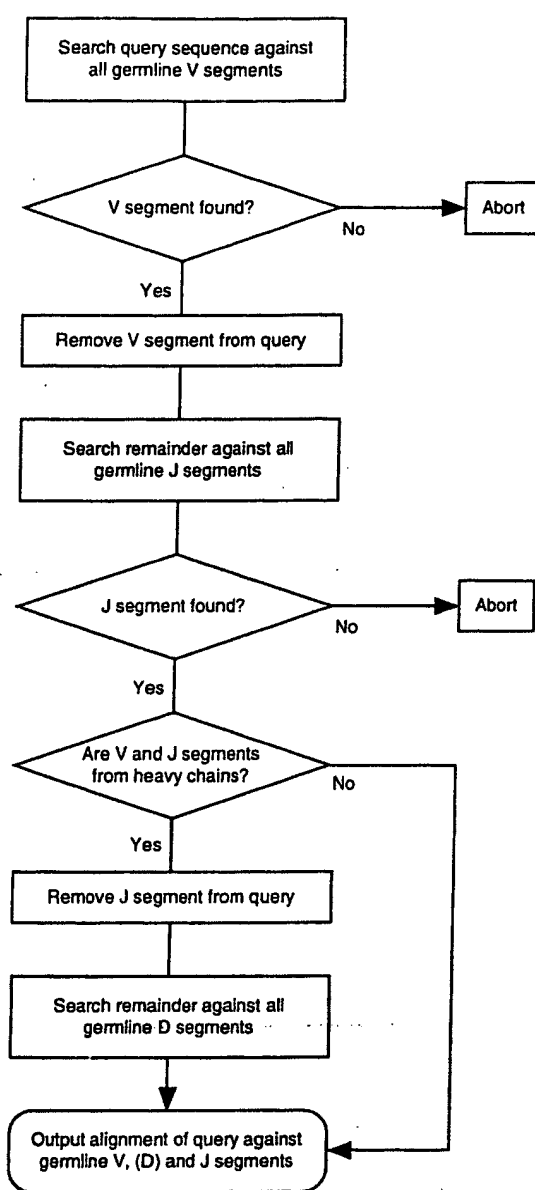 Search query sequence against
all germline V segments
V segment found?
No
Abort
Yes
Remove V segment from query
Search remainder against all
germline J segments
J segment found?
No
Abort
Yes
Are V and J segments
from heavy chains?
No
Yes
Remove J segment from query
Search remainder against all
germline D segments
Output alignment of query against
germline V, (D) and J segments